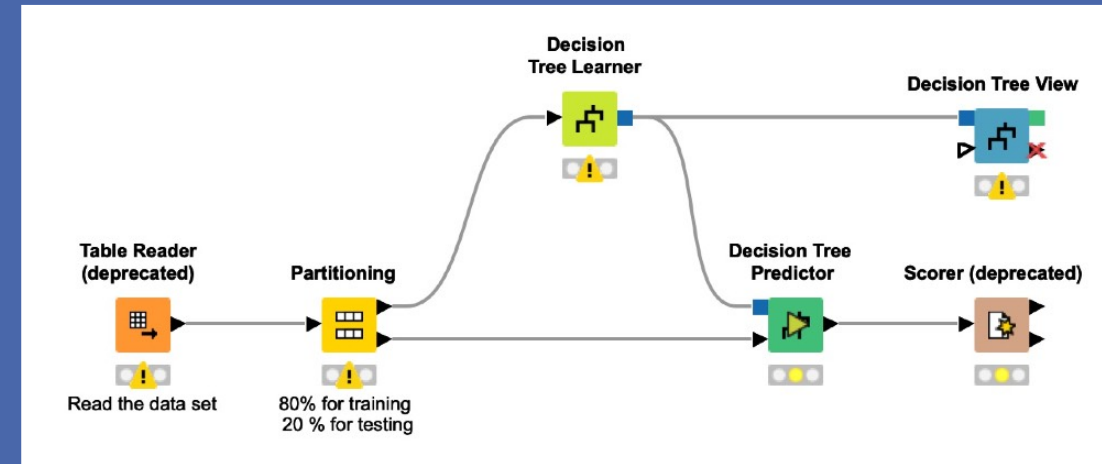 Decision
Tree Learner
Decision Tree View
Table Reader
(deprecated)
Partitioning
Decision Tree
Predictor
Scorer (deprecated)
Read the data set
80% for training
20 % for testing